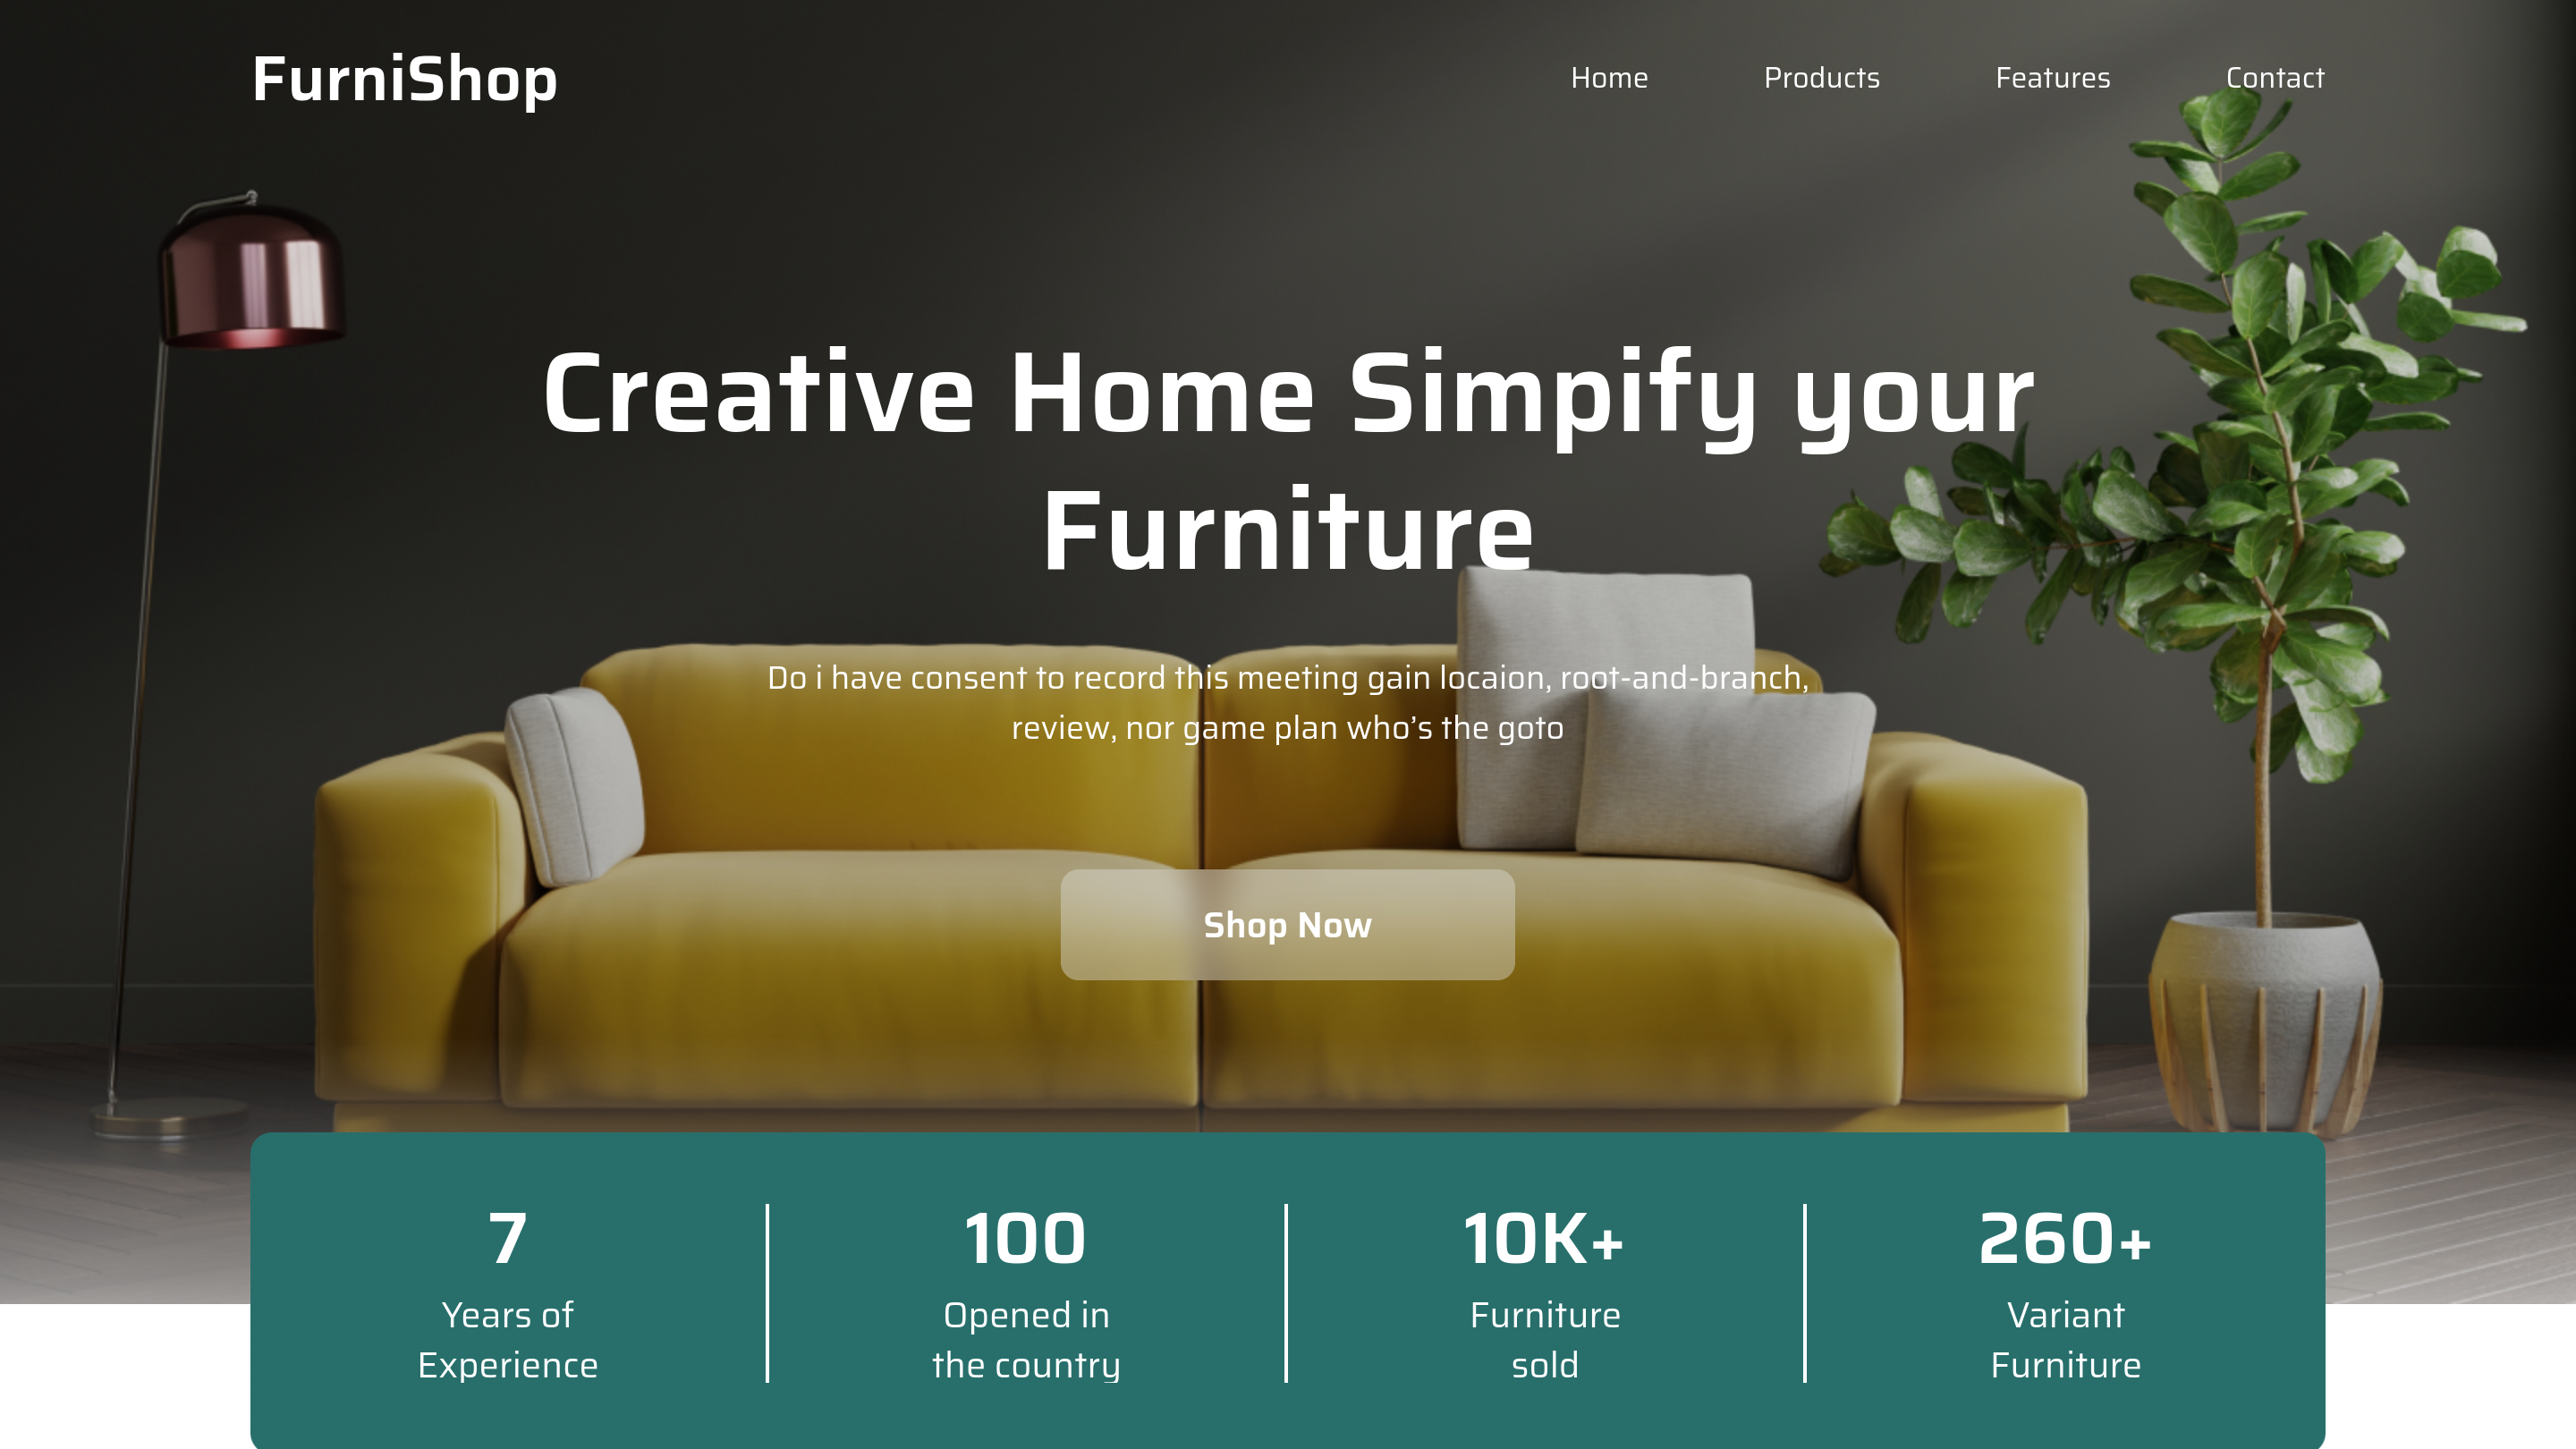 FurniShop
Home Products Features Contact
Creative Home Simpify your
Furniture
Do i have consent to record this meeting gain locaion, root-and-branch,
review, nor game plan who’s the goto
Shop Now
7
Years of
Experience
100
Opened in
the country
10K+
Furniture
sold
260+
Variant
Furniture